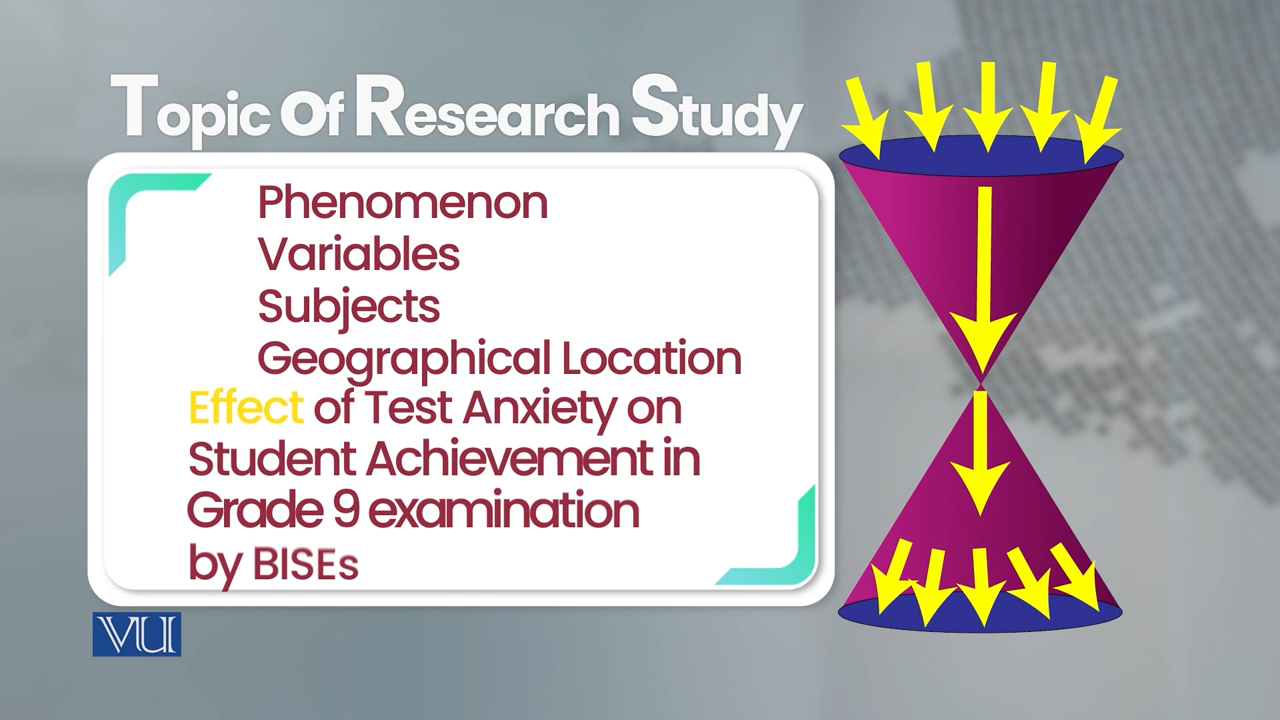 Topic Of Research Study
Phenomenon
Variables
Subjects
Geographical Location
Effect of Test Anxiety on
Student Achievement in
Grade 9 examination
by BISEs
VU